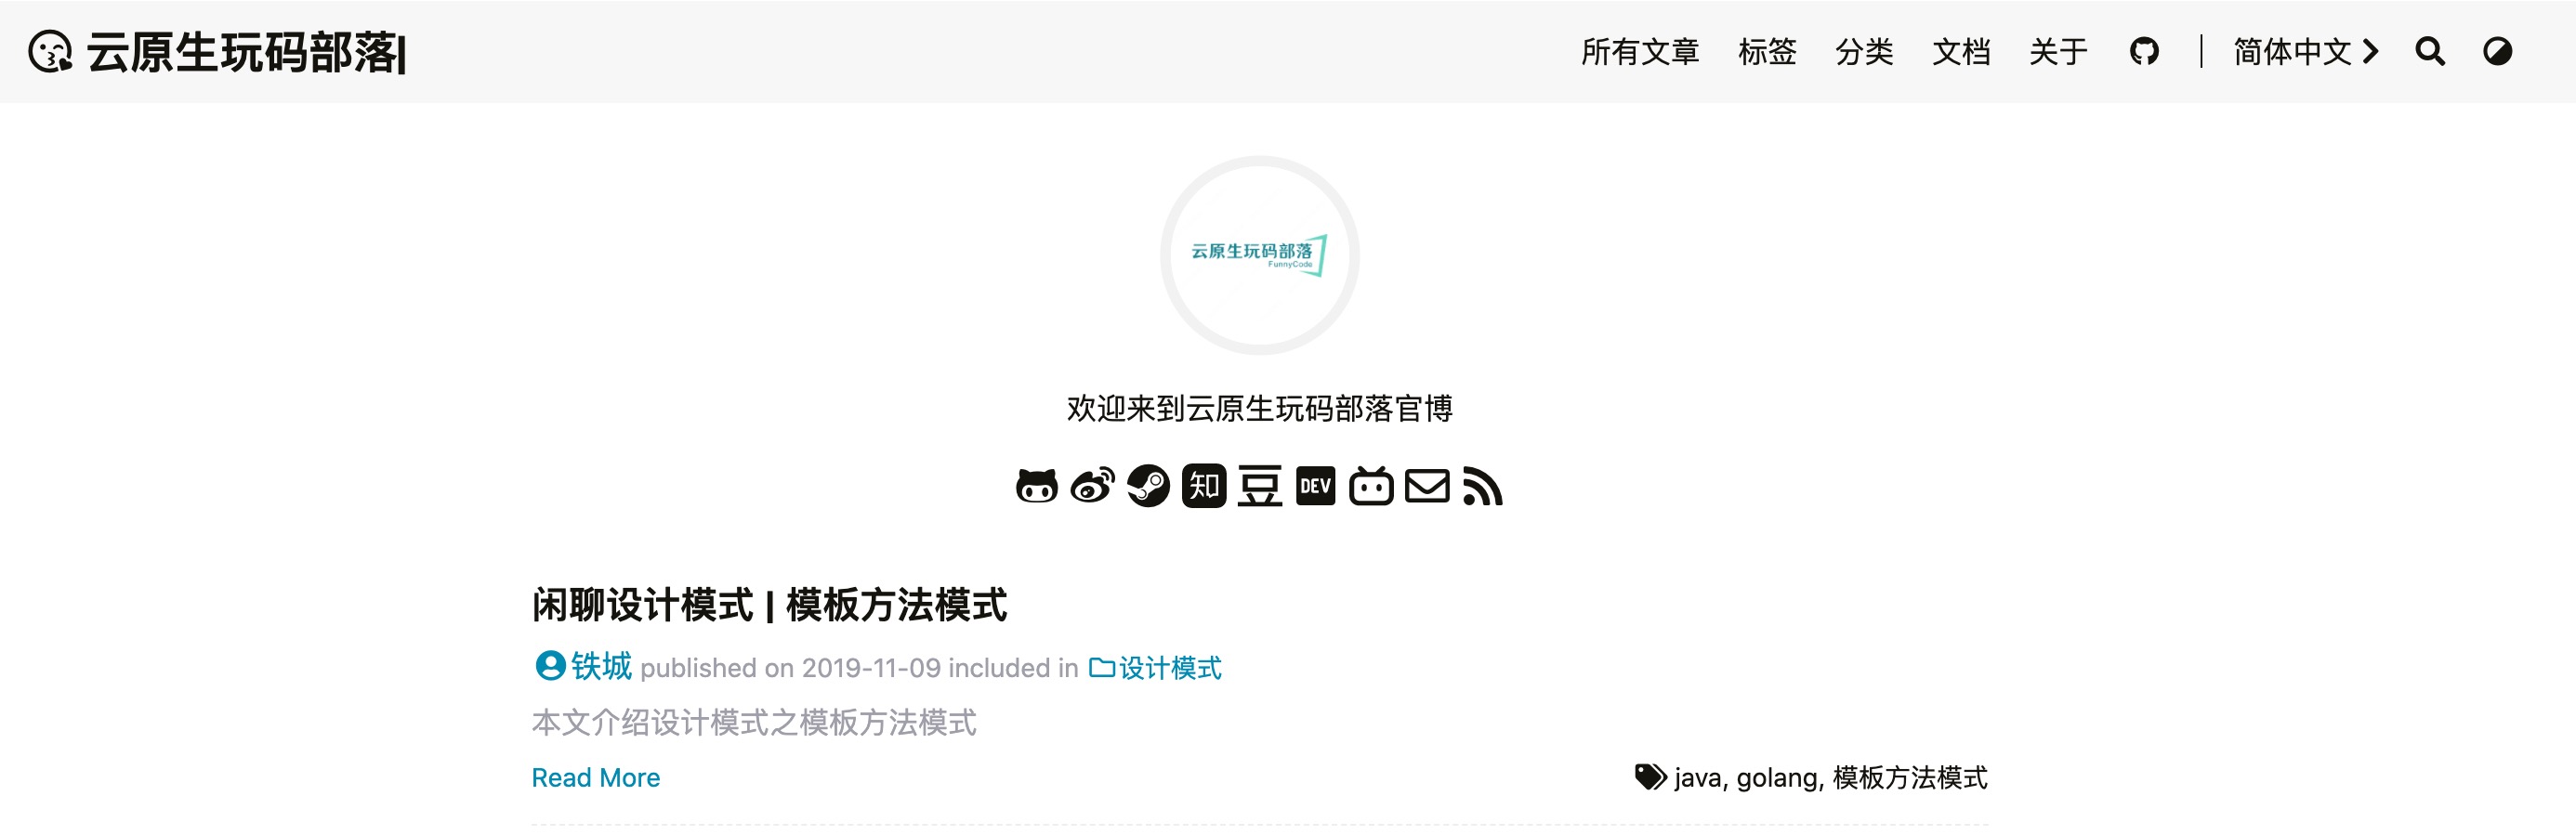 云原生玩码部落|
所有文章 标签 分类 文档 关于 | 简体中文
云原生玩码部落
FunnyCode
欢迎来到云原生玩码部落官博
知 豆 DEV
闲聊设计模式 | 模板方法模式
铁城 published on 2019-11-09 included in 设计模式
本文介绍设计模式之模板方法模式
Read More
java, golang, 模板方法模式